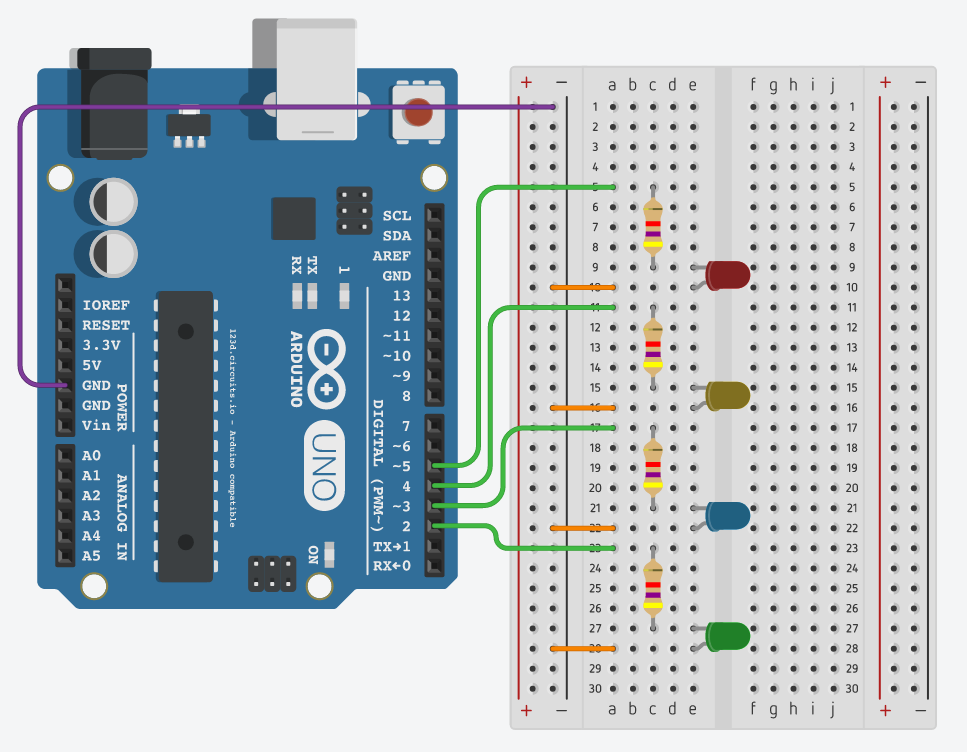 + − a b c d e f g h i j + −
1 1
2 2
3 3
4 4
5 5
6 6
7 7
8 8
9 9
10 10
11 11
12 12
13 13
14 14
15 15
16 16
17 17
18 18
19 19
20 20
21 21
22 22
23 23
24 24
25 25
26 26
27 27
28 28
29 29
30 30
+ − a b c d e f g h i j + −
SCL
SDA
AREF
GND
13
12
~11
~10
~9
8
7
~6
~5
4
~3
2
TX→1
RX←0
DIGITAL (PWM~)
IOREF
RESET
3.3V
5V
GND
GND
Vin
POWER
A0
A1
A2
A3
A4
A5
ANALOG IN
TX
RX
1
ARDUINO
UNO
ON
123d.circuits.io - Arduino compatible